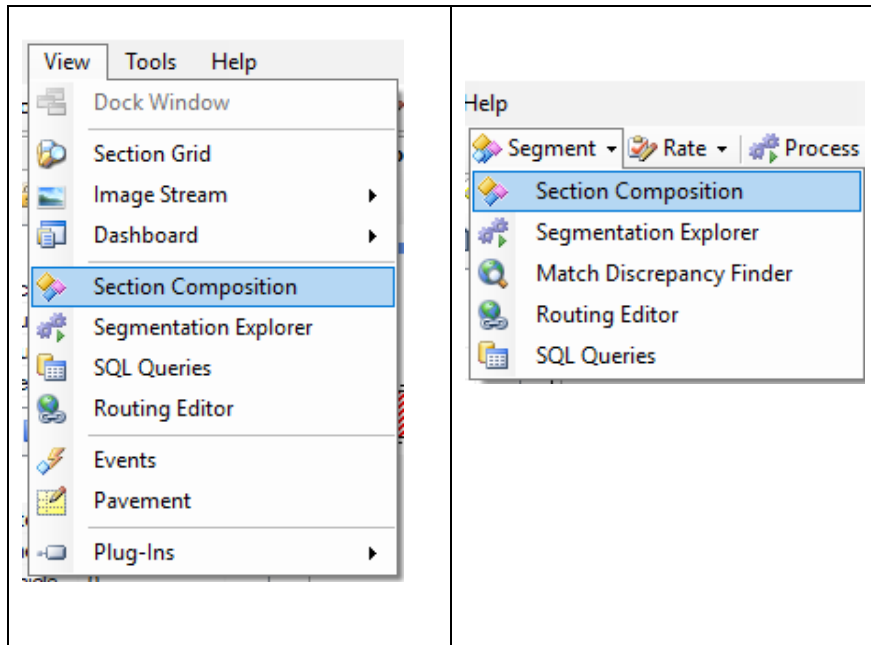 View Tools Help
Dock Window
Section Grid
Image Stream
Dashboard
Section Composition
Segmentation Explorer
SQL Queries
Routing Editor
Events
Pavement
Plug-Ins
Help
Segment Rate Process
Section Composition
Segmentation Explorer
Match Discrepancy Finder
Routing Editor
SQL Queries